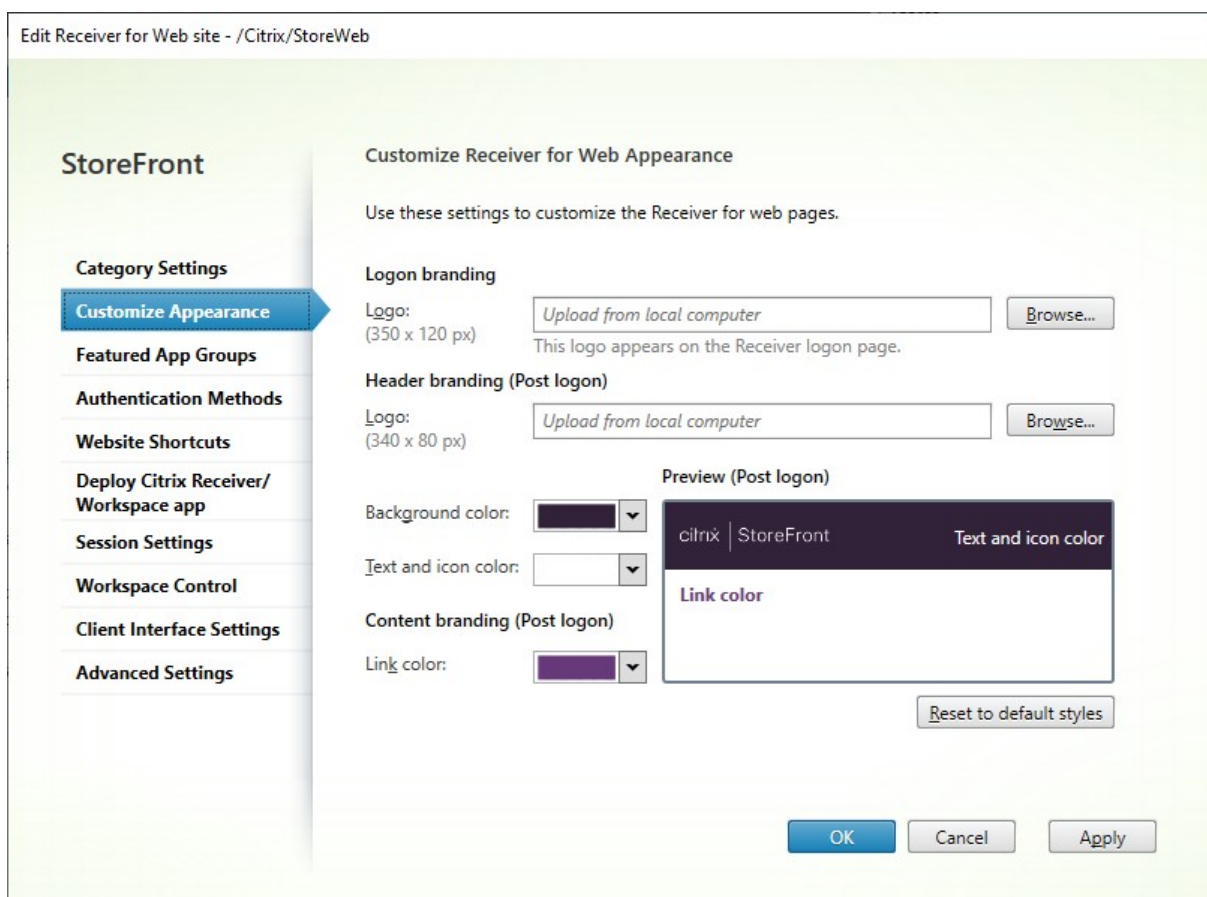 Edit Receiver for Web site - /Citrix/StoreWeb
StoreFront
Category Settings
Customize Appearance
Featured App Groups
Authentication Methods
Website Shortcuts
Deploy Citrix Receiver/
Workspace app
Session Settings
Workspace Control
Client Interface Settings
Advanced Settings
Customize Receiver for Web Appearance
Use these settings to customize the Receiver for web pages.
Logon branding
Logo:
(350 x 120 px)
Upload from local computer
Browse...
This logo appears on the Receiver logon page.
Header branding (Post logon)
Logo:
(340 x 80 px)
Upload from local computer
Browse...
Background color:
Text and icon color:
Content branding (Post logon)
Link color:
Preview (Post logon)
citrix | StoreFront
Text and icon color
Link color
Reset to default styles
OK
Cancel
Apply